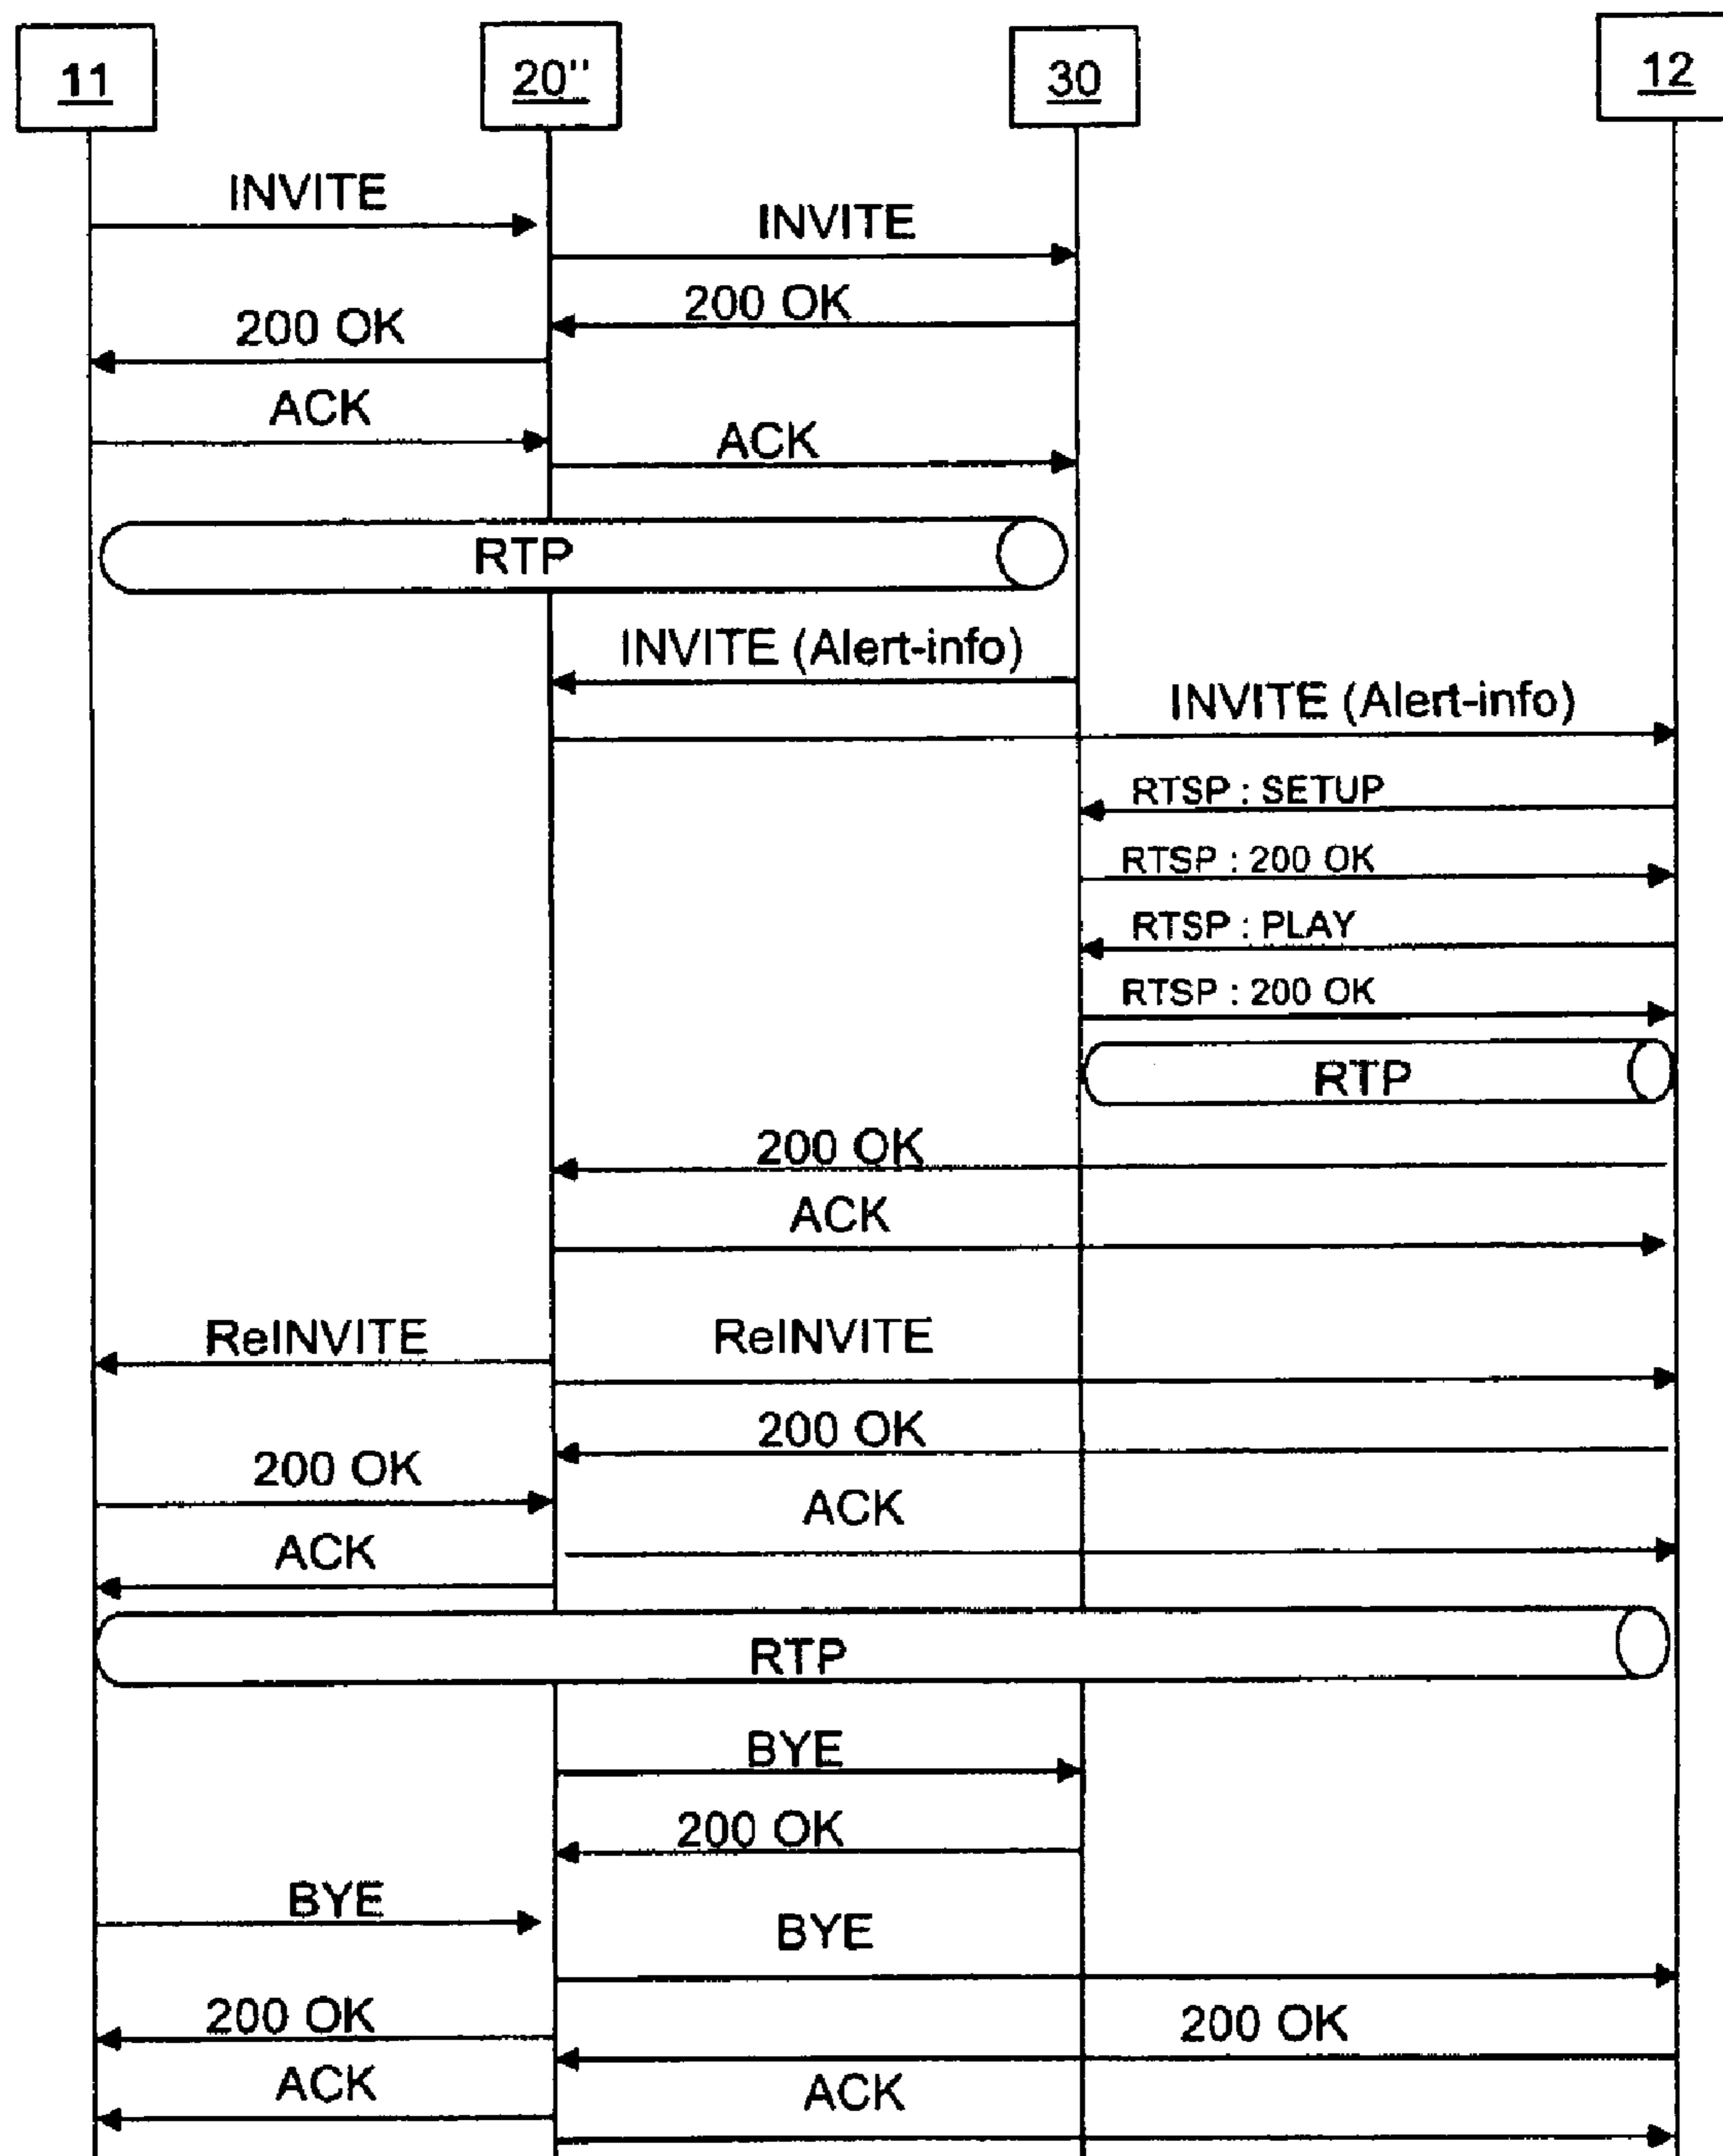 11
20"
30
12
INVITE
INVITE
200 OK
200 OK
ACK
ACK
RTP
INVITE (Alert-info)
INVITE (Alert-info)
RTSP : SETUP
RTSP : 200 OK
RTSP : PLAY
RTSP : 200 OK
RTP
200 OK
ACK
ReINVITE
ReINVITE
200 OK
200 OK
ACK
ACK
RTP
BYE
200 OK
BYE
BYE
200 OK
200 OK
ACK
ACK